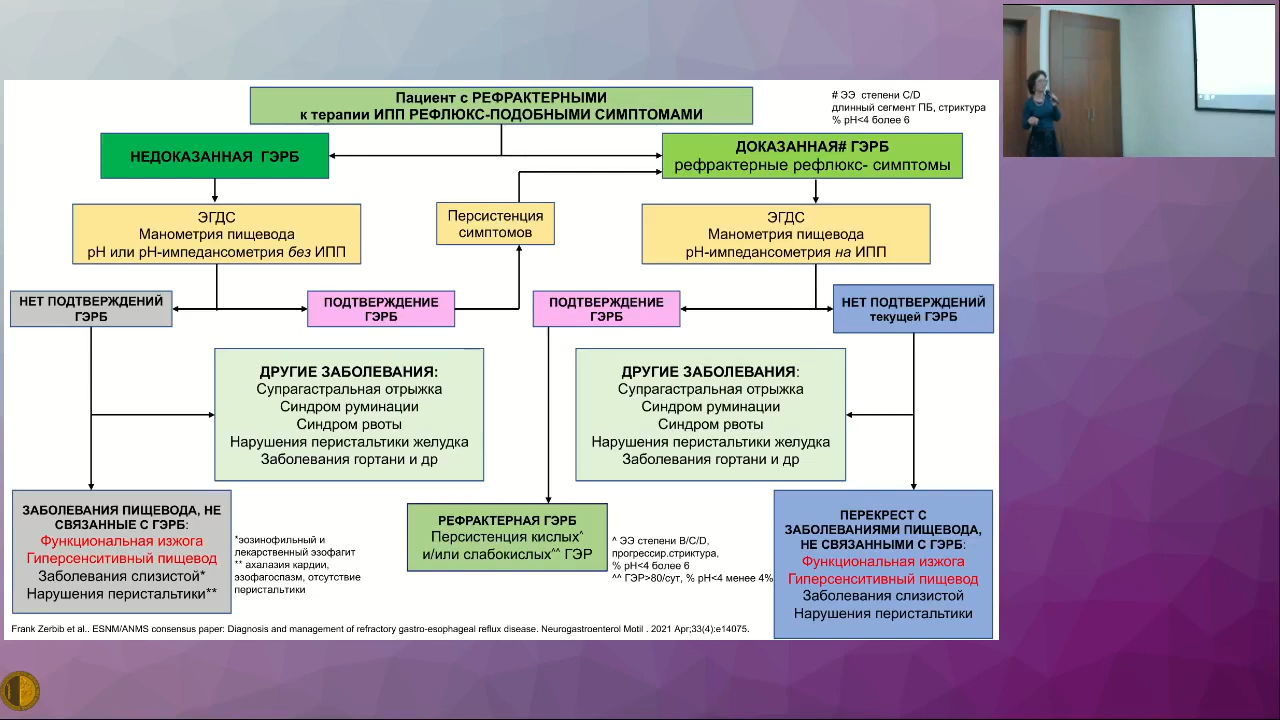 Пациент с РЕФРАКТЕРНЫМИ
к терапии ИПП РЕФЛЮКС-ПОДОБНЫМИ СИМПТОМАМИ
# ЭЭ степени C/D
длинный сегмент ПБ, стриктура
% pH<4 более 6
НЕДОКАЗАННАЯ ГЭРБ
ДОКАЗАННАЯ# ГЭРБ
рефрактерные рефлюкс- симптомы
ЭГДС
Манометрия пищевода
pH или pH-импедансометрия без ИПП
Персистенция
симптомов
ЭГДС
Манометрия пищевода
pH-импедансометрия на ИПП
НЕТ ПОДТВЕРЖДЕНИЙ
ГЭРБ
ПОДТВЕРЖДЕНИЕ
ГЭРБ
ПОДТВЕРЖДЕНИЕ
ГЭРБ
НЕТ ПОДТВЕРЖДЕНИЙ
текущей ГЭРБ
ДРУГИЕ ЗАБОЛЕВАНИЯ:
Супрагастральная отрыжка
Синдром руминации
Синдром рвоты
Нарушения перистальтики желудка
Заболевания гортани и др
ДРУГИЕ ЗАБОЛЕВАНИЯ:
Супрагастральная отрыжка
Синдром руминации
Синдром рвоты
Нарушения перистальтики желудка
Заболевания гортани и др
ЗАБОЛЕВАНИЯ ПИЩЕВОДА, НЕ
СВЯЗАННЫЕ С ГЭРБ:
Функциональная изжога
Гиперсенситивный пищевод
Заболевания слизистой*
Нарушения перистальтики**
*эозинофильный и
лекарственный эзофагит
** ахалазия кардии,
эзофагоспазм, отсутствие
перистальтики
РЕФРАКТЕРНАЯ ГЭРБ
Персистенция кислых^
и/или слабокислых^^ ГЭР
^ ЭЭ степени B/C/D,
прогрессир.стриктура,
% pH<4 более 6
^^ ГЭР>80/сут, % pH<4 менее 4%
ПЕРЕКРЕСТ С
ЗАБОЛЕВАНИЯМИ ПИЩЕВОДА,
НЕ СВЯЗАННЫМИ С ГЭРБ:
Функциональная изжога
Гиперсенситивный пищевод
Заболевания слизистой
Нарушения перистальтики
Frank Zerbib et al.. ESNM/ANMS consensus paper: Diagnosis and management of refractory gastro-esophageal reflux disease. Neurogastroenterol Motil . 2021 Apr;33(4):e14075.